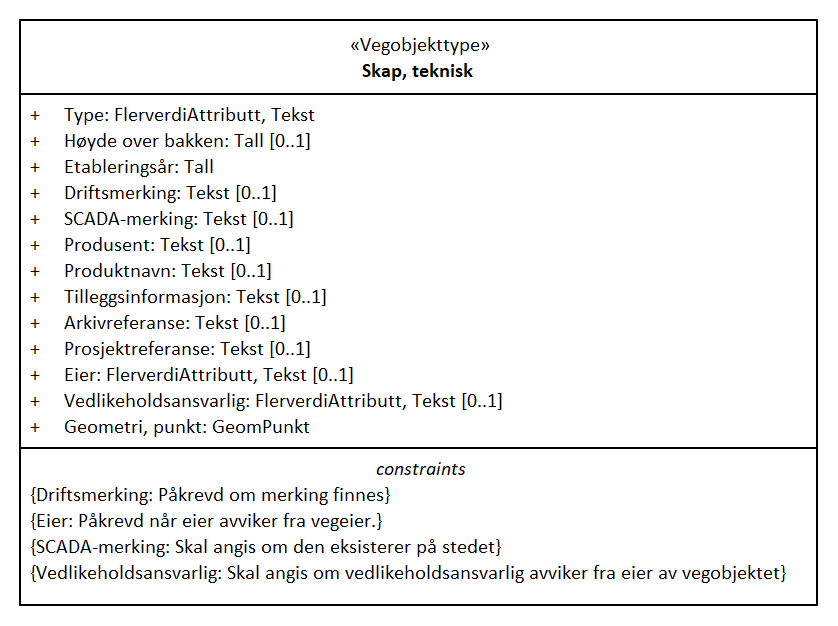 «Vegobjekttype»
Skap, teknisk
+ Type: FlerverdiAttributt, Tekst
+ Høyde over bakken: Tall [0..1]
+ Etableringsår: Tall
+ Driftsmerking: Tekst [0..1]
+ SCADA-merking: Tekst [0..1]
+ Produsent: Tekst [0..1]
+ Produktnavn: Tekst [0..1]
+ Tilleggsinformasjon: Tekst [0..1]
+ Arkivreferanse: Tekst [0..1]
+ Prosjektreferanse: Tekst [0..1]
+ Eier: FlerverdiAttributt, Tekst [0..1]
+ Vedlikeholdsansvarlig: FlerverdiAttributt, Tekst [0..1]
+ Geometri, punkt: GeomPunkt
constraints
{Driftsmerking: Påkrevd om merking finnes}
{Eier: Påkrevd når eier avviker fra vegeier.}
{SCADA-merking: Skal angis om den eksisterer på stedet}
{Vedlikeholdsansvarlig: Skal angis om vedlikeholdsansvarlig avviker fra eier av vegobjektet}